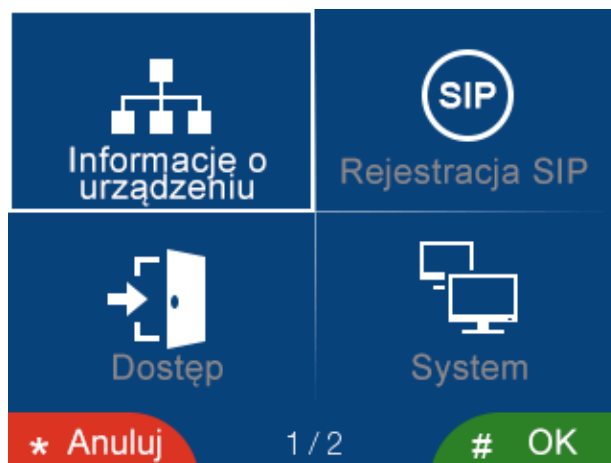 Informacje o
urządzeniu
SIP
Rejestracja SIP
Dostęp
System
* Anuluj
1/2
# OK